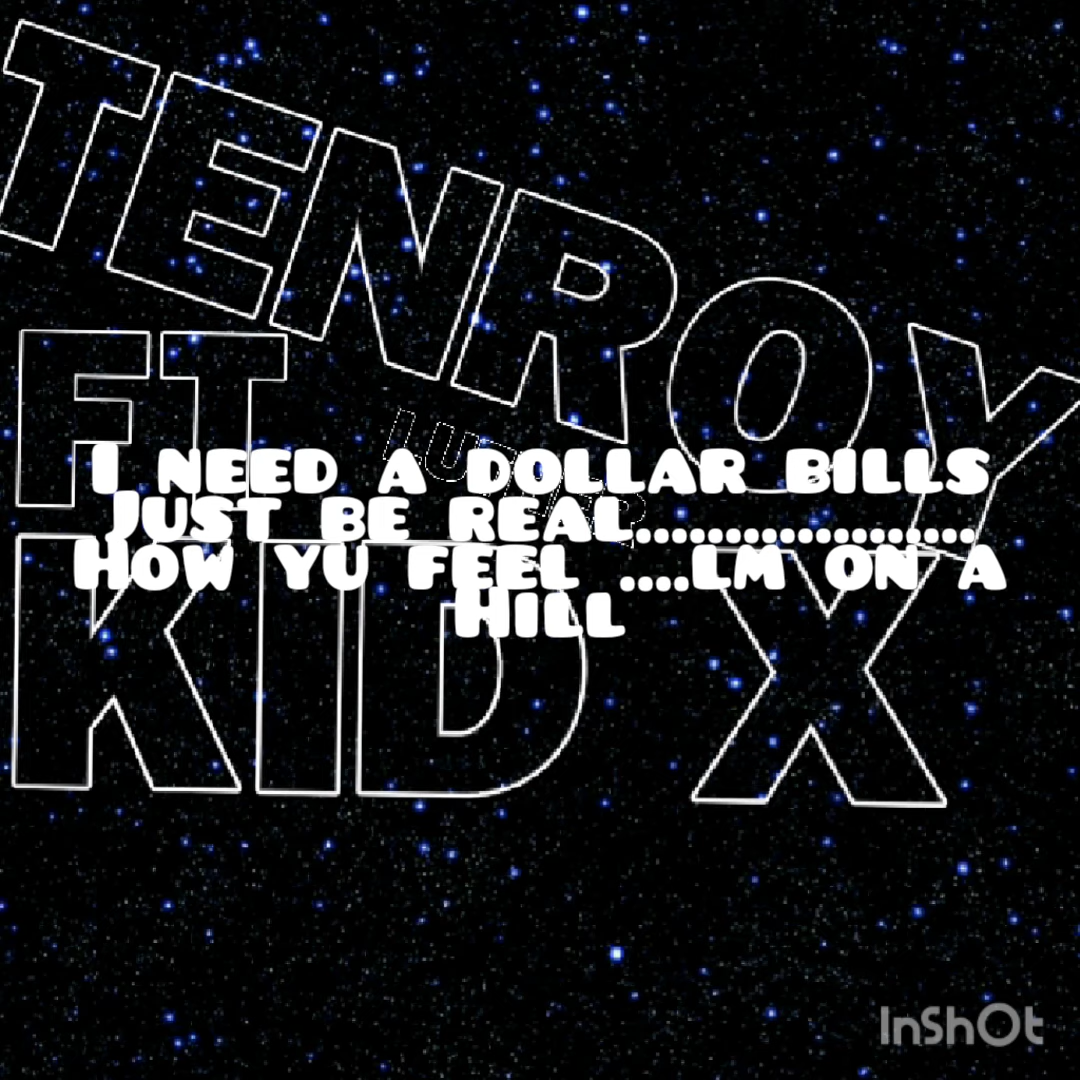 TENROY
FT
I NEED A DOLLAR BILLS
JUST BE REAL...................
HOW YU FEEL ....LM ON A
HILL
KID X
InShOt